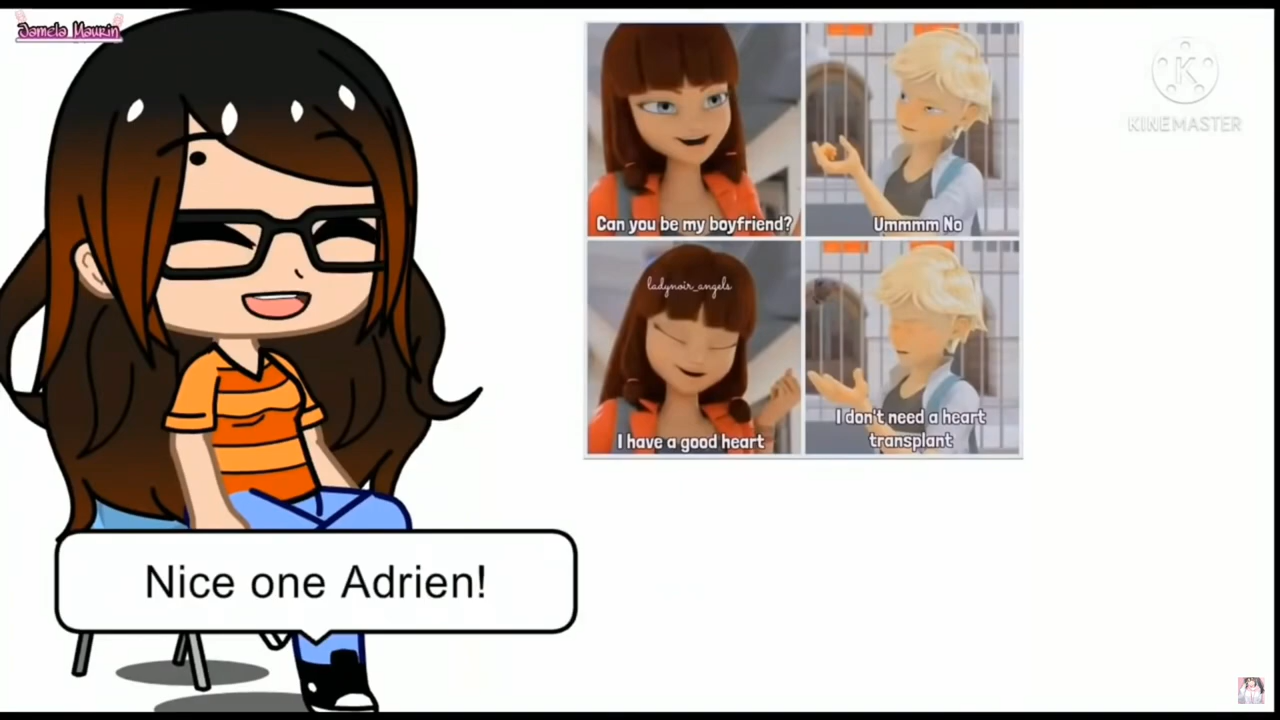 Jamela Maurin
KINEMASTER
Can you be my boyfriend?
Ummmm No
ladynoir_angels
I have a good heart
I don't need a heart
transplant
Nice one Adrien!